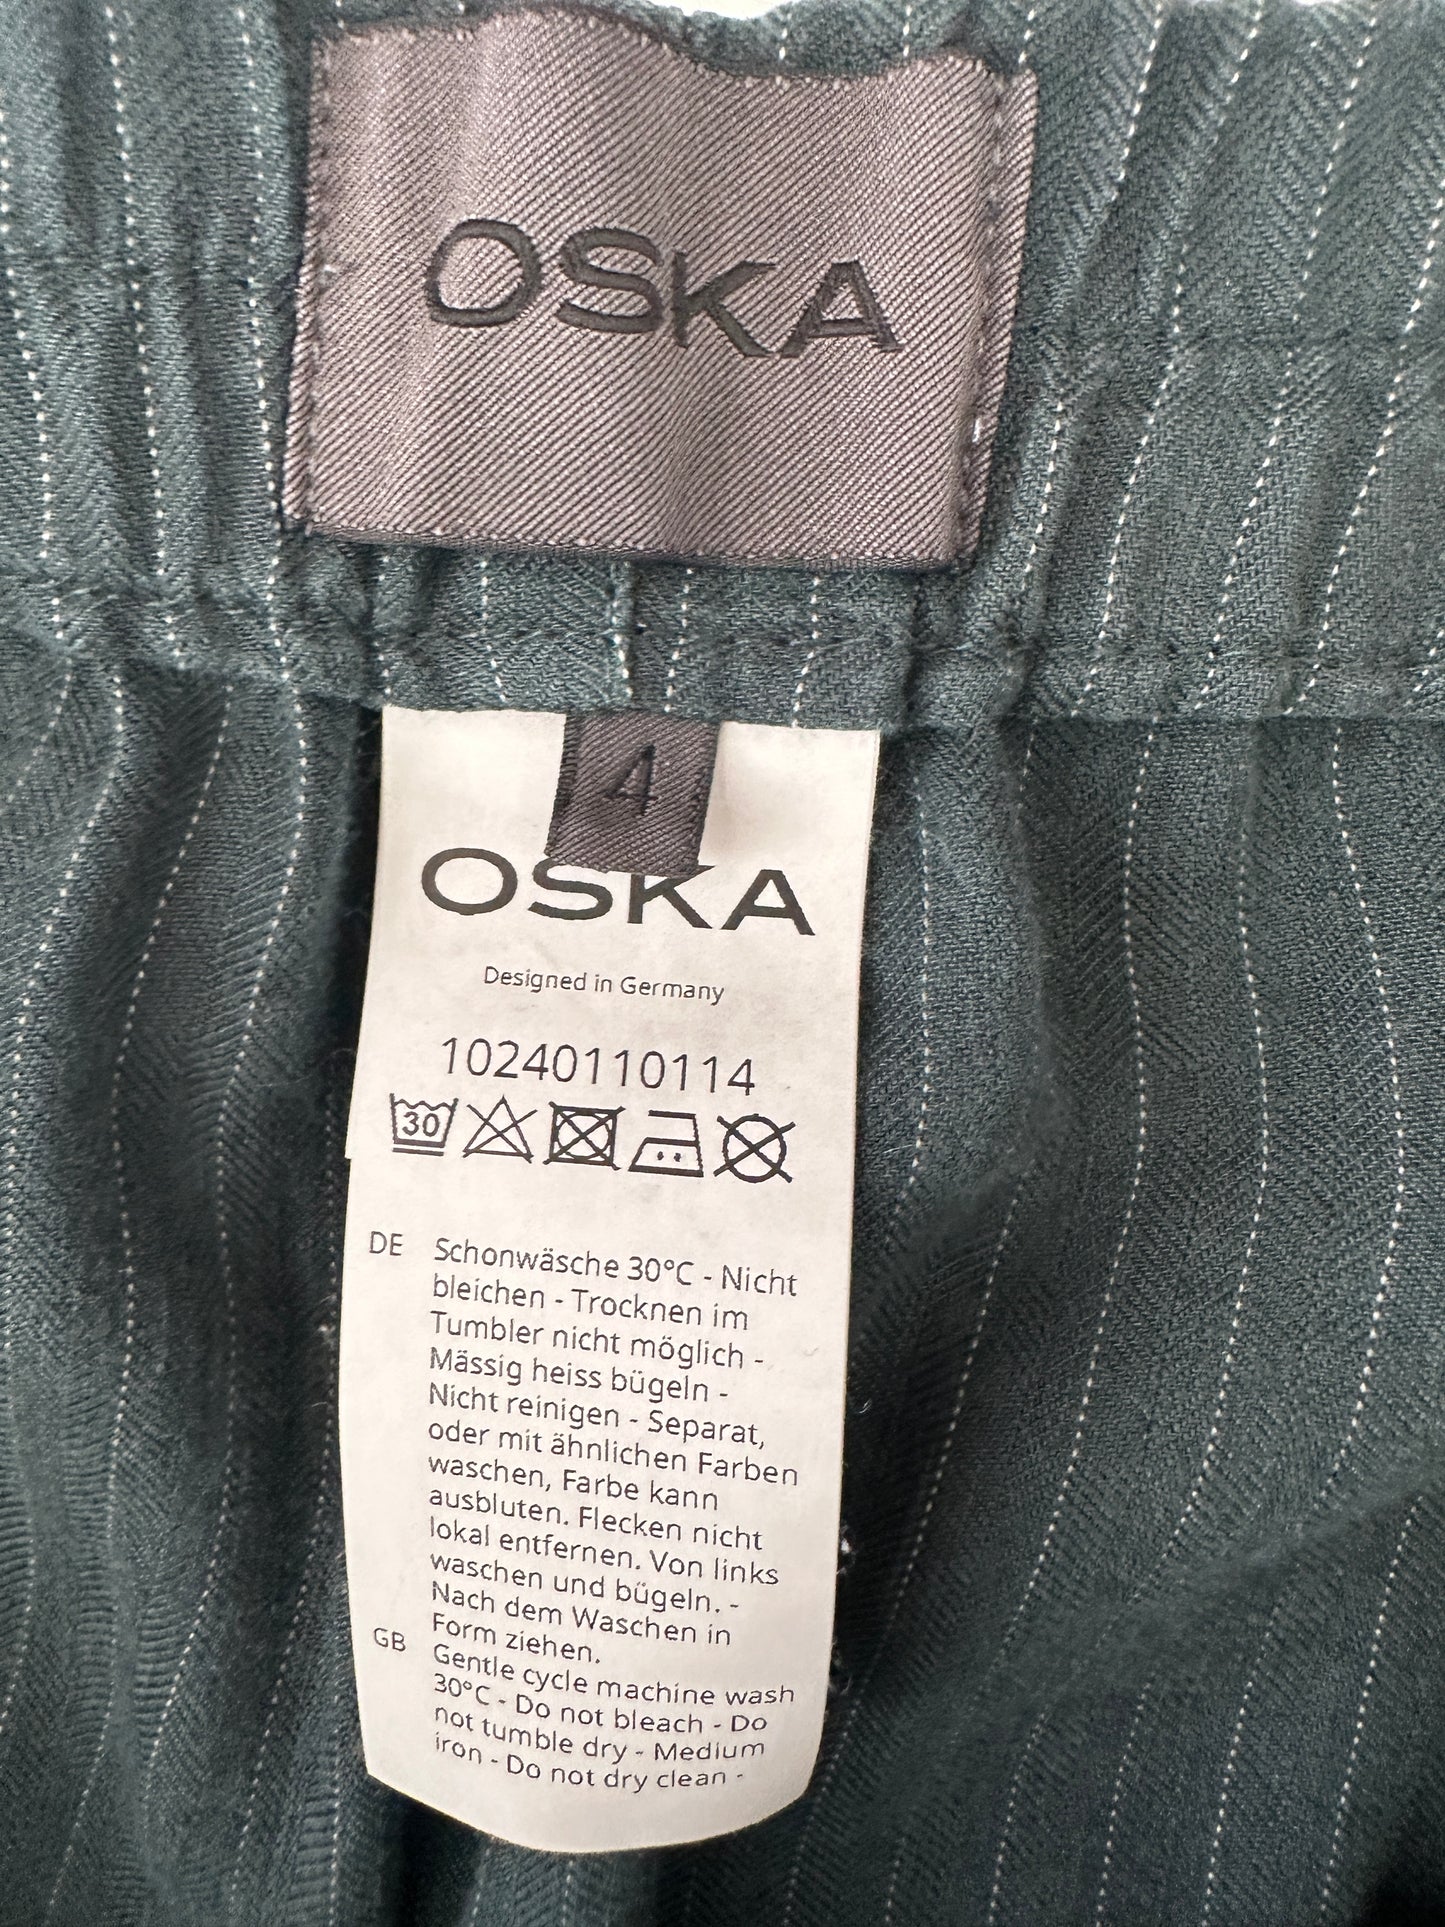 OSKA
4
OSKA
Designed in Germany
10240110114
30
DE Schonwäsche 30°C - Nicht
bleichen - Trocknen im
Tumbler nicht möglich -
Mässig heiss bügeln -
Nicht reinigen - Separat,
oder mit ähnlichen Farben
waschen, Farbe kann
ausbluten. Flecken nicht
lokal entfernen. Von links
waschen und bügeln. -
Nach dem Waschen in
Form ziehen.
GB Gentle cycle machine wash
30°C - Do not bleach - Do
not tumble dry - Medium
iron - Do not dry clean -